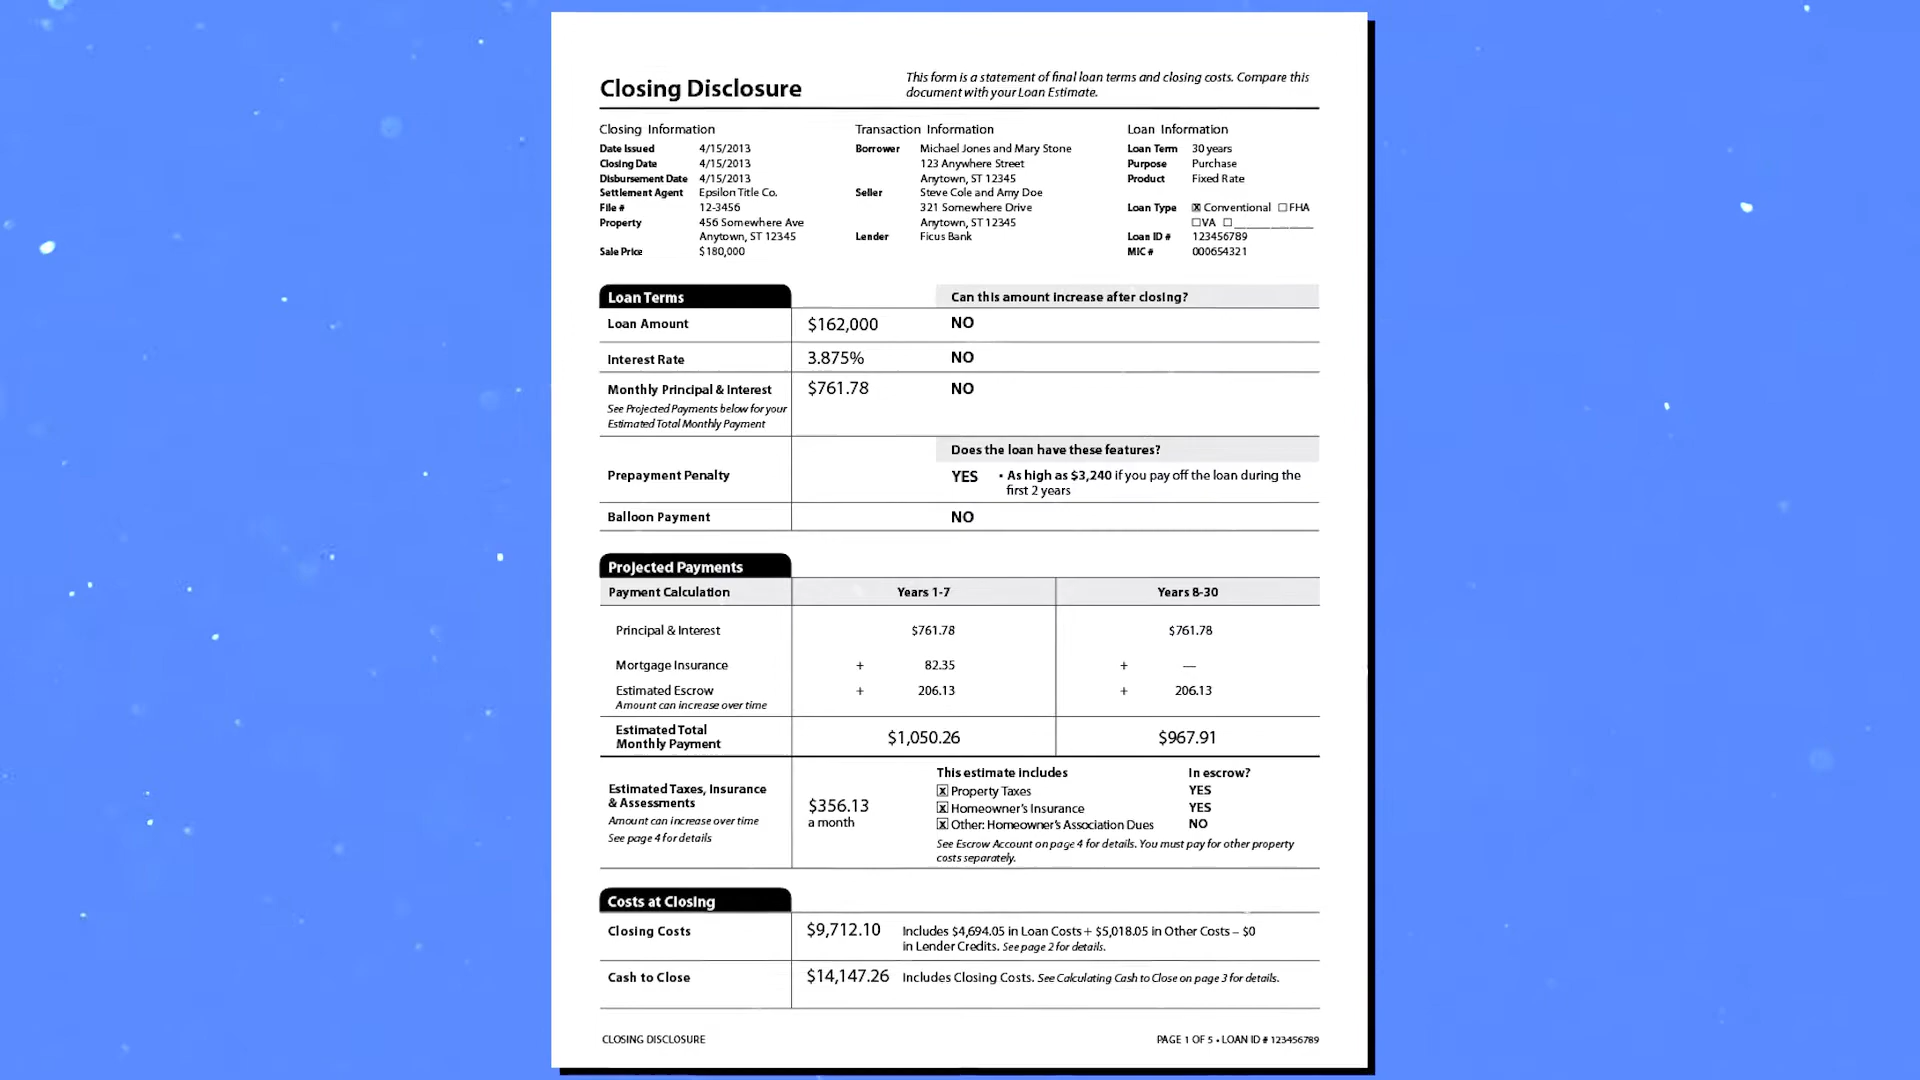 Closing Disclosure
This form is a statement of final loan terms and closing costs. Compare this
document with your Loan Estimate.
Closing Information
Date Issued 4/15/2013
Closing Date 4/15/2013
Disbursement Date 4/15/2013
Settlement Agent Epsilon Title Co.
File # 12-3456
Property 456 Somewhere Ave
Anytown, ST 12345
Sale Price $180,000
Transaction Information
Borrower Michael Jones and Mary Stone
123 Anywhere Street
Anytown, ST 12345
Seller Steve Cole and Amy Doe
321 Somewhere Drive
Anytown, ST 12345
Lender Ficus Bank
Loan Information
Loan Term 30 years
Purpose Purchase
Product Fixed Rate
Loan Type ☒ Conventional ☐ FHA
☐ VA ☐ ____________
Loan ID # 123456789
MIC # 000654321
Loan Terms Can this amount increase after closing?
Loan Amount $162,000 NO
Interest Rate 3.875% NO
Monthly Principal & Interest $761.78 NO
See Projected Payments below for your
Estimated Total Monthly Payment
Does the loan have these features?
Prepayment Penalty YES • As high as $3,240 if you pay off the loan during the
first 2 years
Balloon Payment NO
Projected Payments
Payment Calculation Years 1-7 Years 8-30
Principal & Interest $761.78 $761.78
Mortgage Insurance + 82.35 + —
Estimated Escrow + 206.13 + 206.13
Amount can increase over time
Estimated Total
Monthly Payment $1,050.26 $967.91
Estimated Taxes, Insurance
& Assessments
Amount can increase over time
See page 4 for details
$356.13
a month
This estimate includes In escrow?
☒ Property Taxes YES
☒ Homeowner's Insurance YES
☒ Other: Homeowner's Association Dues NO
See Escrow Account on page 4 for details. You must pay for other property
costs separately.
Costs at Closing
Closing Costs $9,712.10 Includes $4,694.05 in Loan Costs + $5,018.05 in Other Costs – $0
in Lender Credits. See page 2 for details.
Cash to Close $14,147.26 Includes Closing Costs. See Calculating Cash to Close on page 3 for details.
CLOSING DISCLOSURE PAGE 1 OF 5 • LOAN ID # 123456789